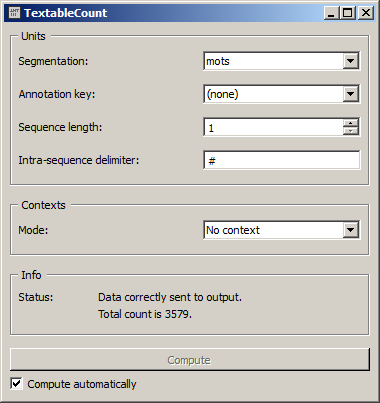 TextableCount
Units
Segmentation: mots
Annotation key: (none)
Sequence length: 1
Intra-sequence delimiter: #
Contexts
Mode: No context
Info
Status: Data correctly sent to output.
Total count is 3579.
Compute
Compute automatically